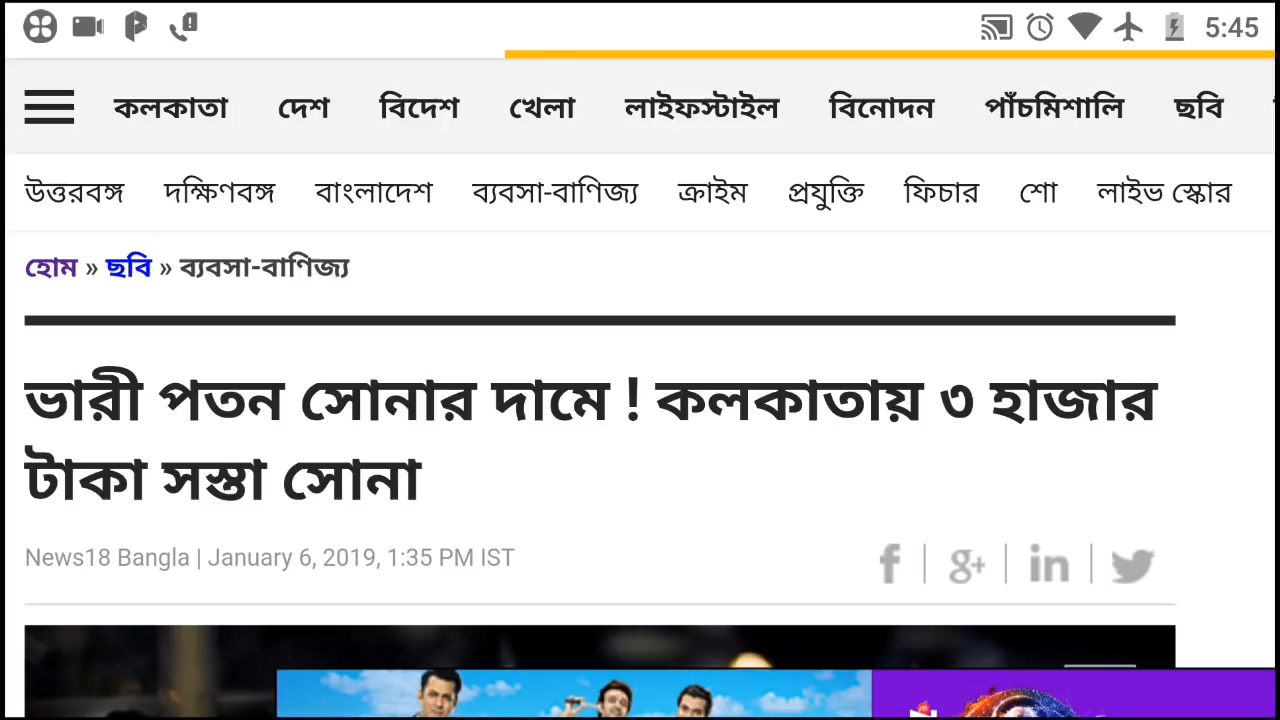 5:45
কলকাতা দেশ বিদেশ খেলা লাইফস্টাইল বিনোদন পাঁচমিশালি ছবি
উত্তরবঙ্গ দক্ষিণবঙ্গ বাংলাদেশ ব্যবসা-বাণিজ্য ক্রাইম প্রযুক্তি ফিচার শো লাইভ স্কোর
হোম » ছবি » ব্যবসা-বাণিজ্য
ভারী পতন সোনার দামে ! কলকাতায় ৩ হাজার
টাকা সস্তা সোনা
News18 Bangla | January 6, 2019, 1:35 PM IST